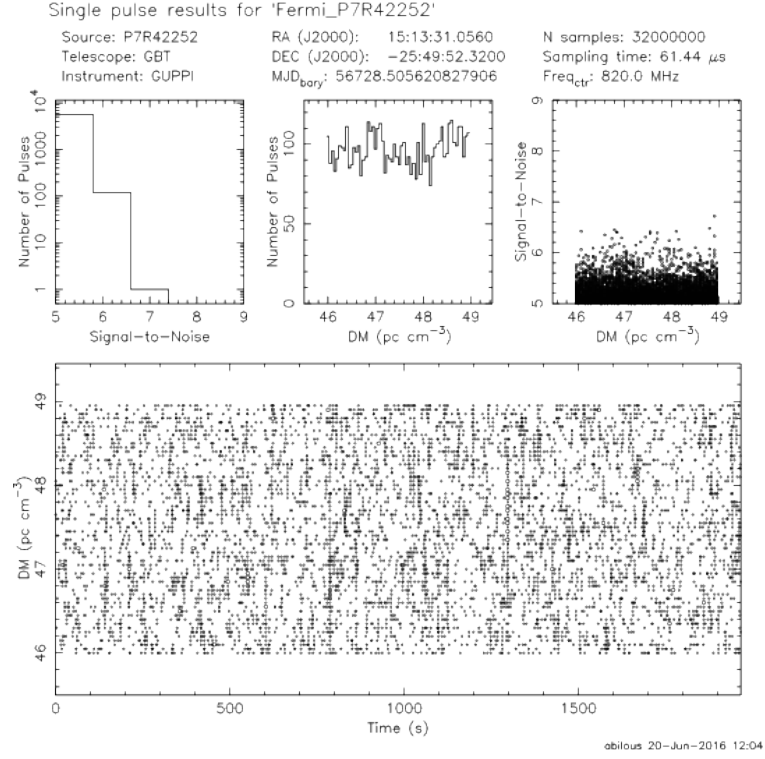 Single pulse results for 'Fermi_P7R42252'
Source: P7R42252 RA (J2000): 15:13:31.0560 N samples: 32000000
Telescope: GBT DEC (J2000): −25:49:52.3200 Sampling time: 61.44 μs
Instrument: GUPPI MJD_bary: 56728.505620827906 Freq_ctr: 820.0 MHz
Number of Pulses
10^4
1000
100
10
1
5 6 7 8 9
Signal−to−Noise
Number of Pulses
100
50
0
46 47 48 49
DM (pc cm^−3)
Signal−to−Noise
9
8
7
6
5
46 47 48 49
DM (pc cm^−3)
DM (pc cm^−3)
49
48
47
46
0 500 1000 1500
Time (s)
abilous 20−Jun−2016 12:04